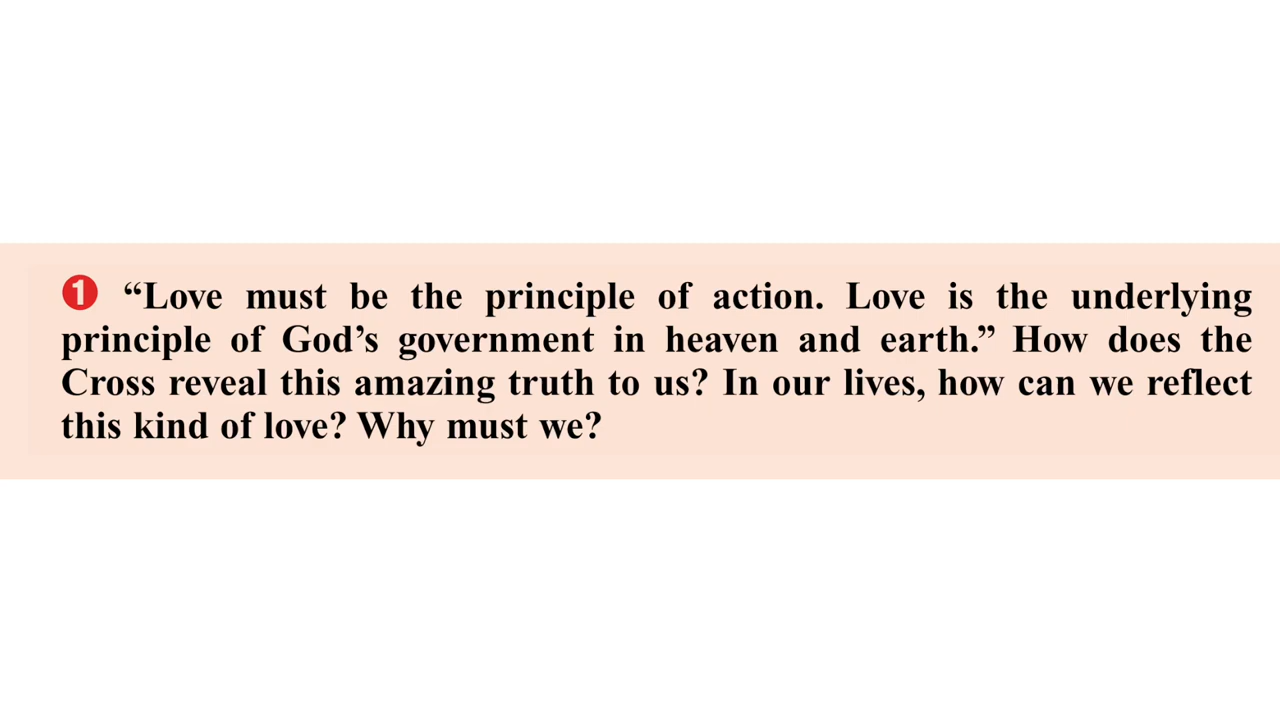 ❶ “Love must be the principle of action. Love is the underlying
principle of God’s government in heaven and earth.” How does the
Cross reveal this amazing truth to us? In our lives, how can we reflect
this kind of love? Why must we?